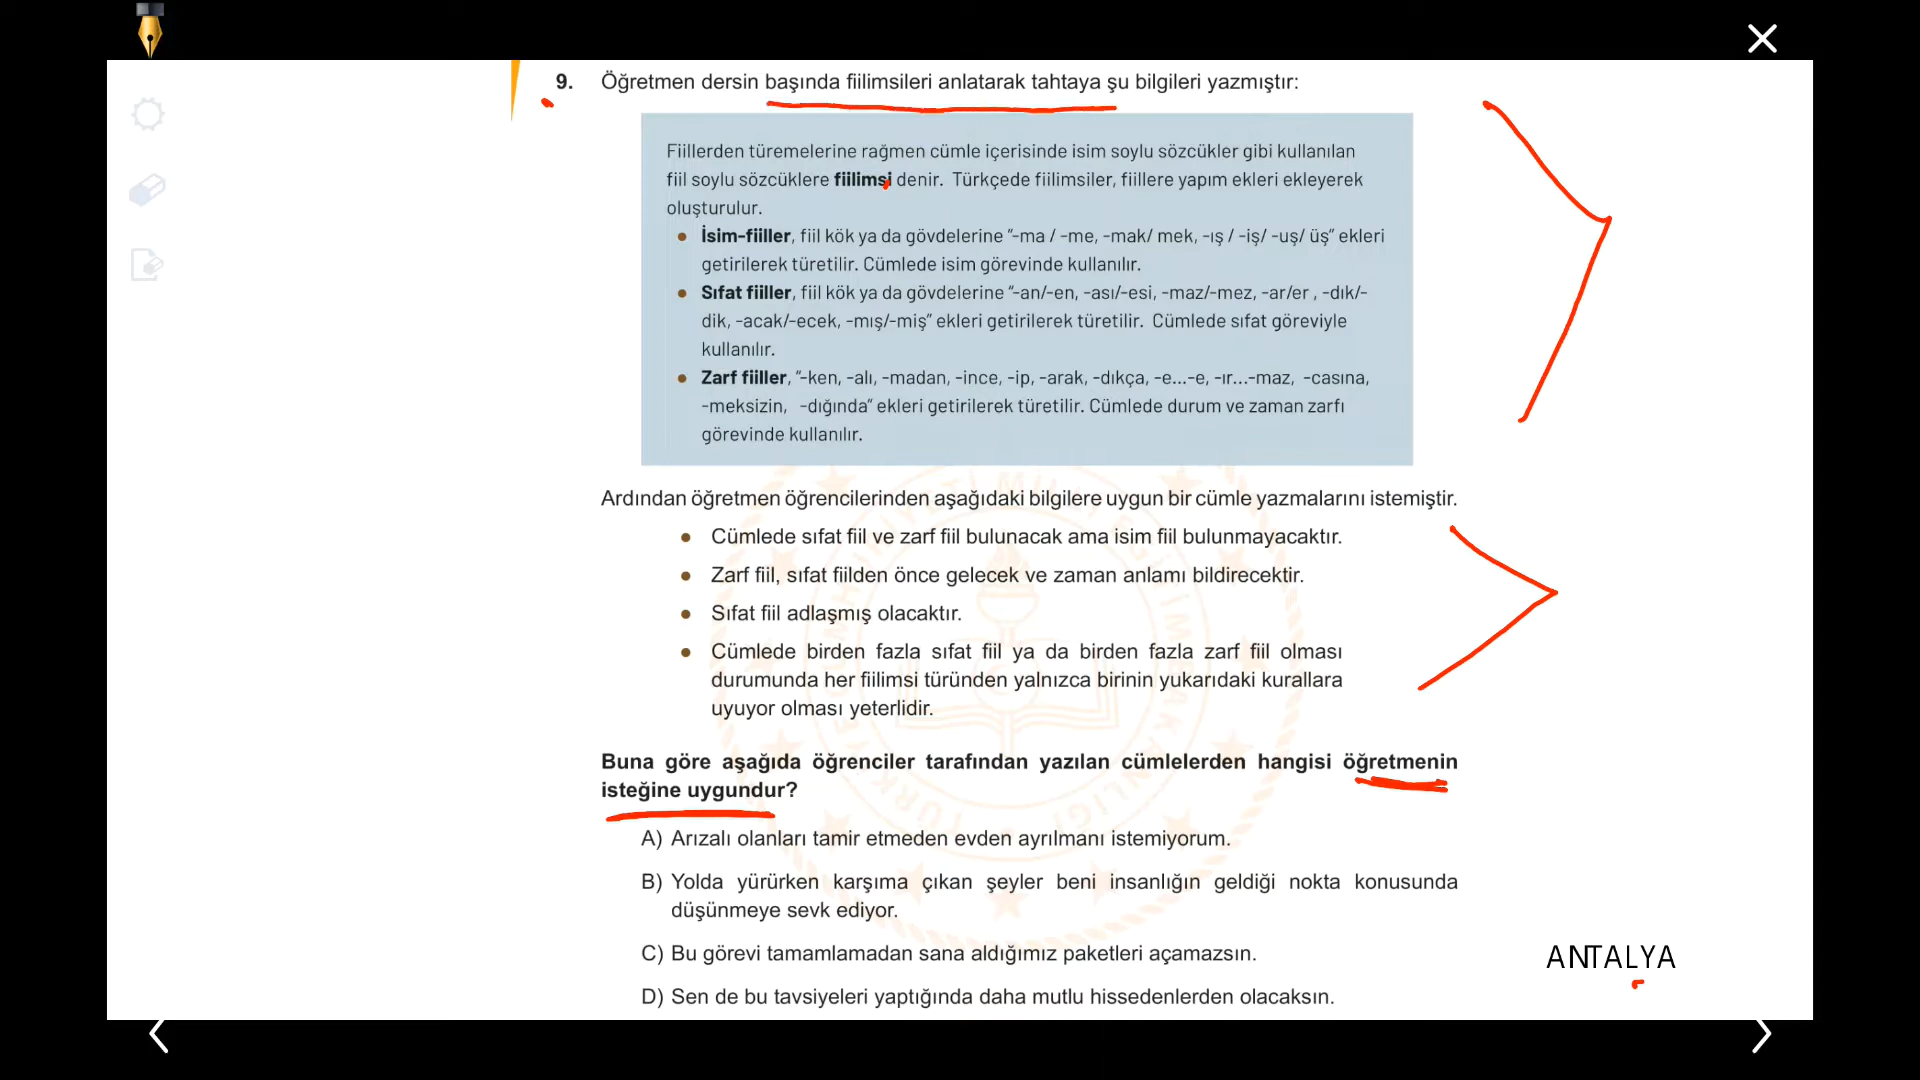 9. Öğretmen dersin başında fiilimsileri anlatarak tahtaya şu bilgileri yazmıştır:
Fiillerden türemelerine rağmen cümle içerisinde isim soylu sözcükler gibi kullanılan
fiil soylu sözcüklere fiilimsi denir. Türkçede fiilimsiler, fiillere yapım ekleri ekleyerek
oluşturulur.
• İsim-fiiller, fiil kök ya da gövdelerine "-ma / -me, -mak/ mek, -ış / -iş/ -uş/ üş" ekleri
getirilerek türetilir. Cümlede isim görevinde kullanılır.
• Sıfat fiiller, fiil kök ya da gövdelerine "-an/-en, -ası/-esi, -maz/-mez, -ar/er , -dık/-
dik, -acak/-ecek, -mış/-miş" ekleri getirilerek türetilir. Cümlede sıfat göreviyle
kullanılır.
• Zarf fiiller, "-ken, -alı, -madan, -ince, -ip, -arak, -dıkça, -e...-e, -ır...-maz, -casına,
-meksizin, -dığında" ekleri getirilerek türetilir. Cümlede durum ve zaman zarfı
görevinde kullanılır.
Ardından öğretmen öğrencilerinden aşağıdaki bilgilere uygun bir cümle yazmalarını istemiştir.
• Cümlede sıfat fiil ve zarf fiil bulunacak ama isim fiil bulunmayacaktır.
• Zarf fiil, sıfat fiilden önce gelecek ve zaman anlamı bildirecektir.
• Sıfat fiil adlaşmış olacaktır.
• Cümlede birden fazla sıfat fiil ya da birden fazla zarf fiil olması
durumunda her fiilimsi türünden yalnızca birinin yukarıdaki kurallara
uyuyor olması yeterlidir.
Buna göre aşağıda öğrenciler tarafından yazılan cümlelerden hangisi öğretmenin
isteğine uygundur?
A) Arızalı olanları tamir etmeden evden ayrılmanı istemiyorum.
B) Yolda yürürken karşıma çıkan şeyler beni insanlığın geldiği nokta konusunda
düşünmeye sevk ediyor.
C) Bu görevi tamamlamadan sana aldığımız paketleri açamazsın.
D) Sen de bu tavsiyeleri yaptığında daha mutlu hissedenlerden olacaksın.
ANTALYA